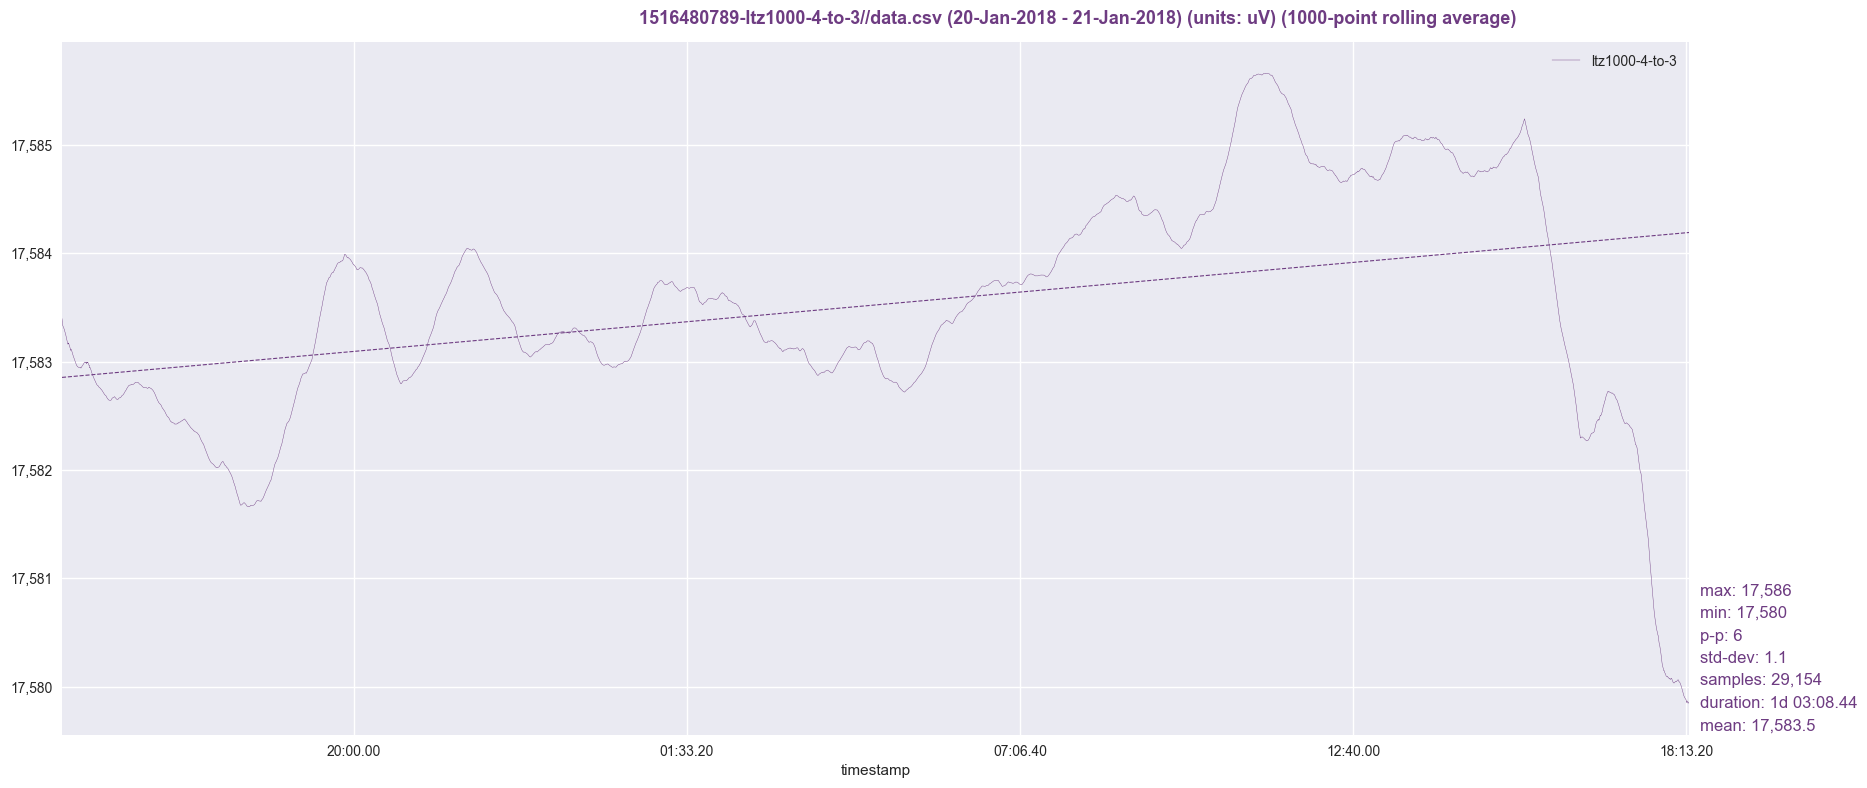 1516480789-ltz1000-4-to-3//data.csv (20-Jan-2018 - 21-Jan-2018) (units: uV) (1000-point rolling average)
ltz1000-4-to-3
17,585
17,584
17,583
17,582
17,581
17,580
max: 17,586
min: 17,580
p-p: 6
std-dev: 1.1
samples: 29,154
duration: 1d 03:08.44
mean: 17,583.5
20:00.00 01:33.20 07:06.40 12:40.00 18:13.20
timestamp